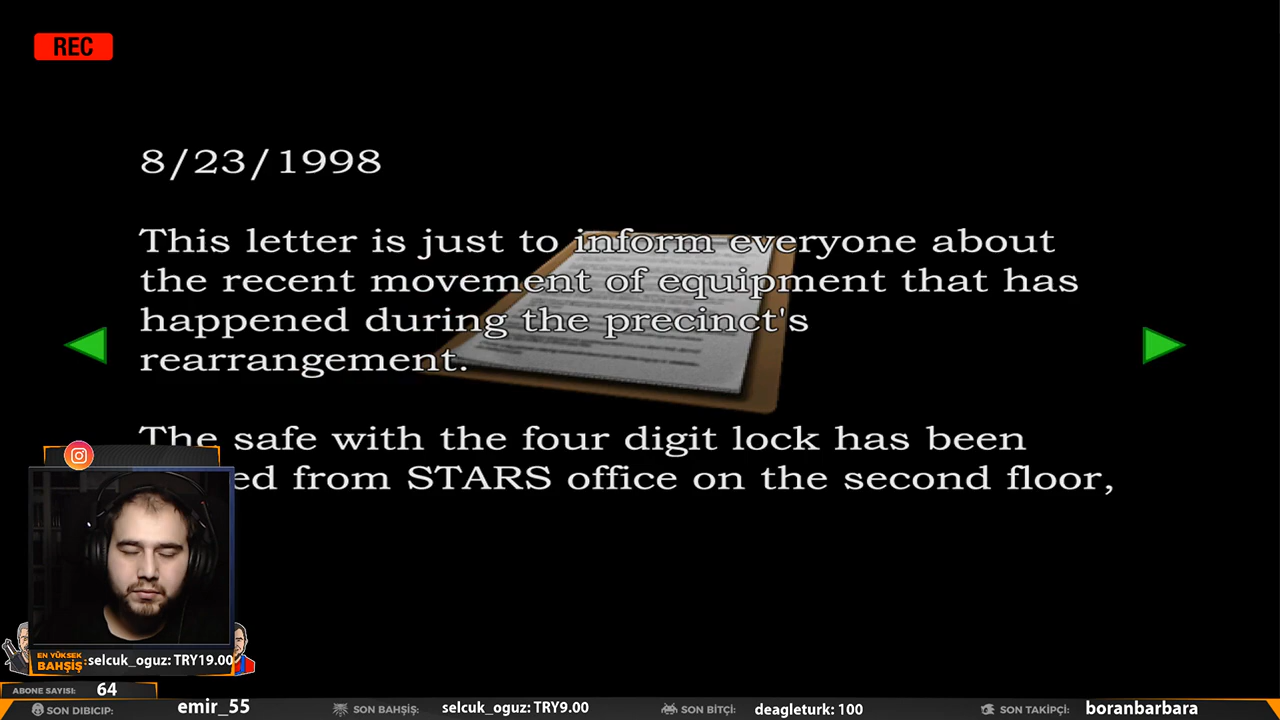 REC
8/23/1998
This letter is just to inform everyone about
the recent movement of equipment that has
happened during the precinct's
rearrangement.
The safe with the four digit lock has been
ed from STARS office on the second floor,
EN YÜKSEK
BAHŞİŞ: selcuk_oguz: TRY19.00
ABONE SAYISI: 64
SON DIBICIP: emir_55 SON BAHŞİŞ: selcuk_oguz: TRY9.00 SON BİTÇİ: deagleturk: 100 SON TAKİPÇİ: boranbarbara